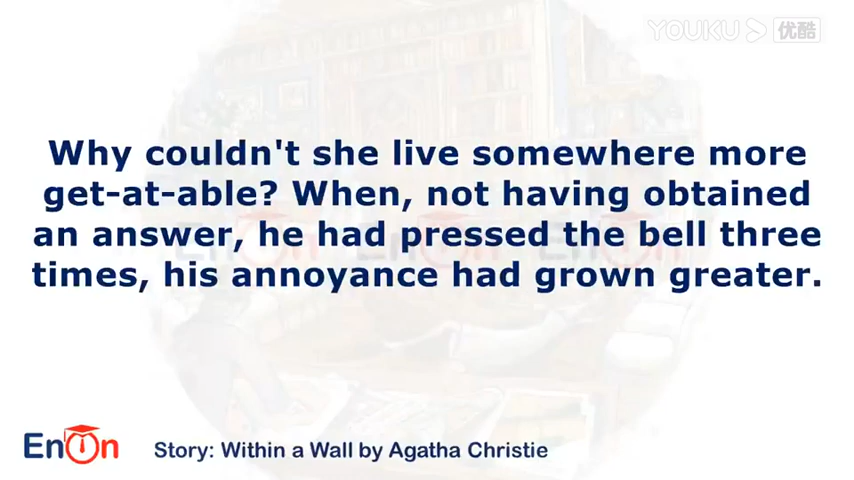 YOUKU 优酷
Why couldn't she live somewhere more
get-at-able? When, not having obtained
an answer, he had pressed the bell three
times, his annoyance had grown greater.
EnOn
Story: Within a Wall by Agatha Christie